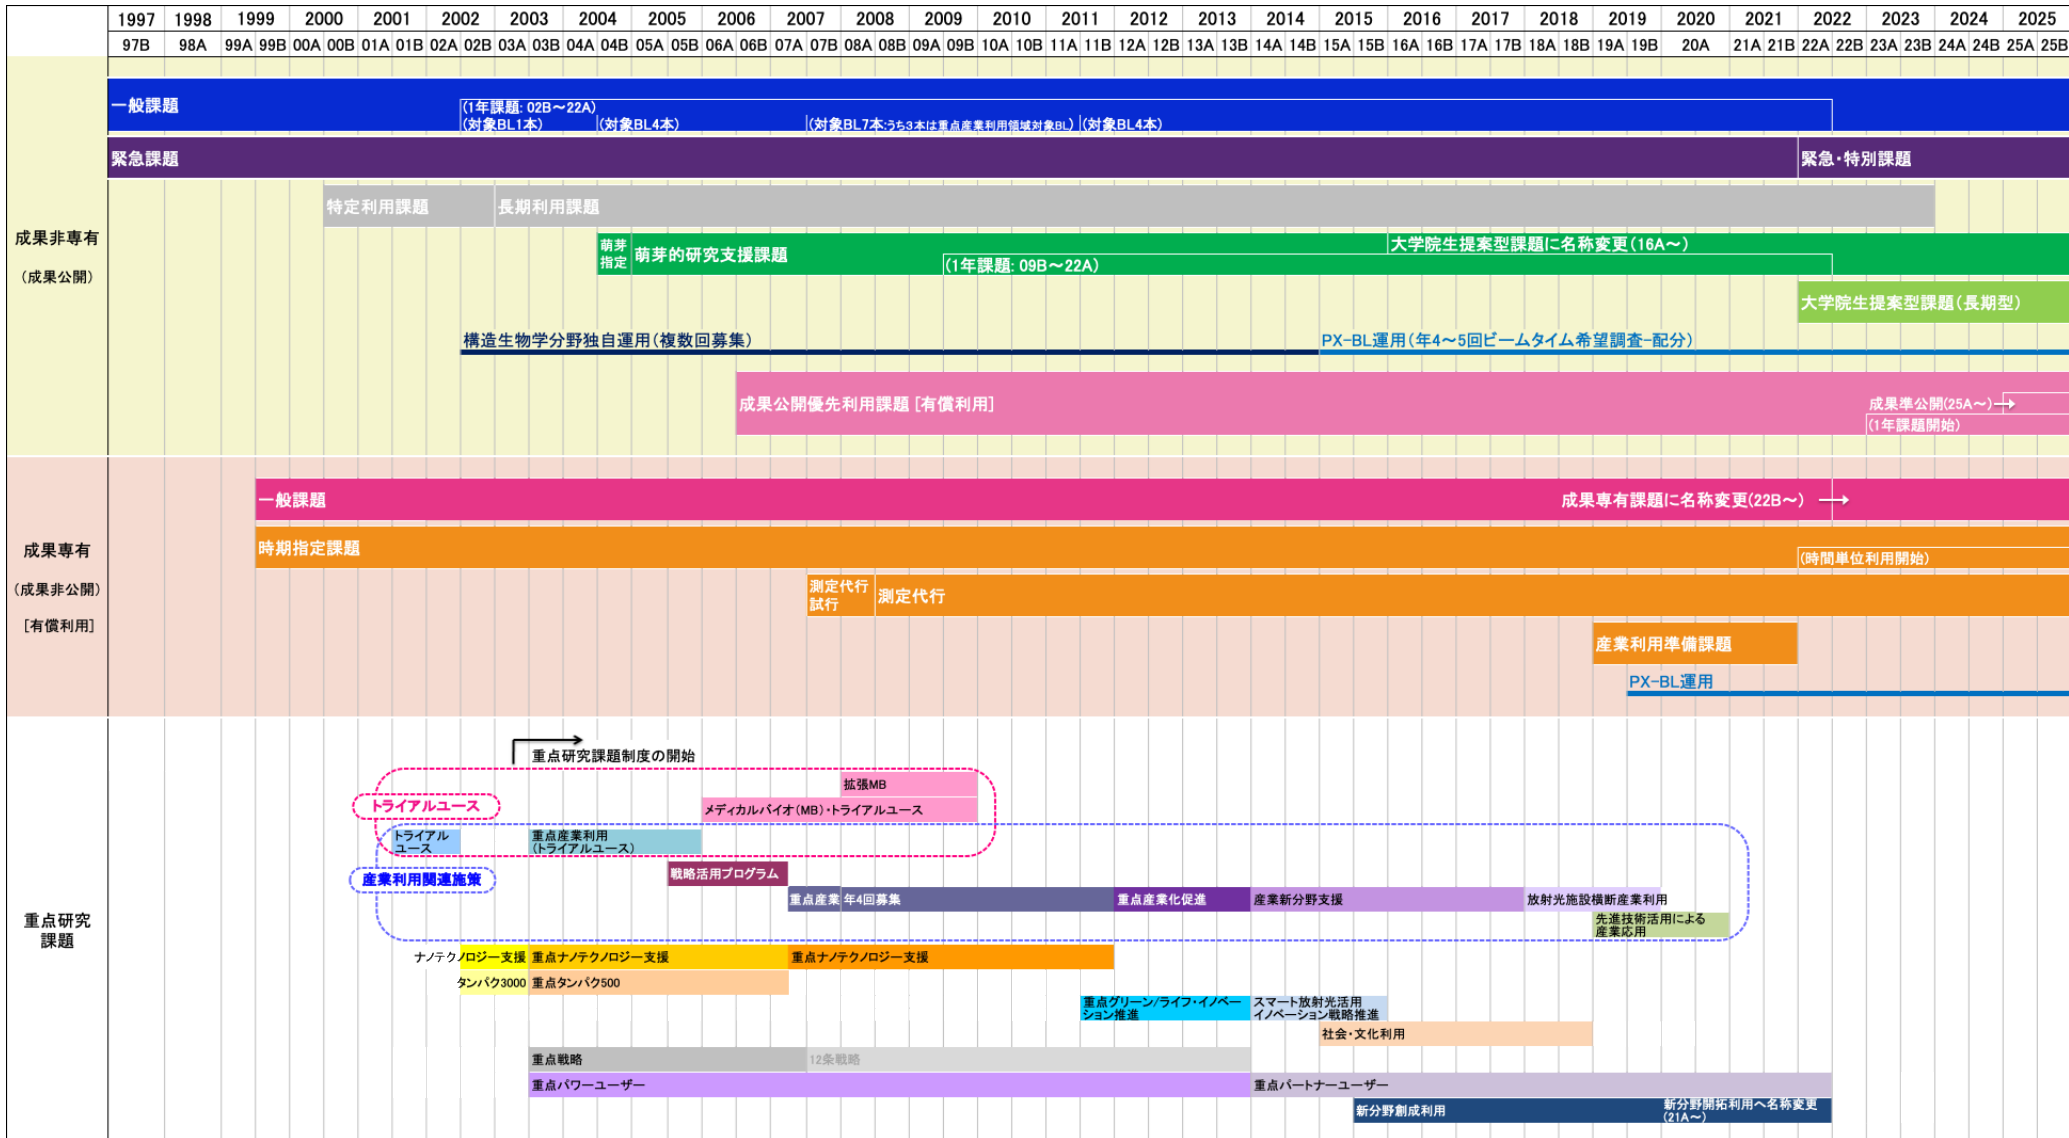 1997 1998 1999 2000 2001 2002 2003 2004 2005 2006 2007 2008 2009 2010 2011 2012 2013 2014 2015 2016 2017 2018 2019 2020 2021 2022 2023 2024 2025
97B 98A 99A 99B 00A 00B 01A 01B 02A 02B 03A 03B 04A 04B 05A 05B 06A 06B 07A 07B 08A 08B 09A 09B 10A 10B 11A 11B 12A 12B 13A 13B 14A 14B 15A 15B 16A 16B 17A 17B 18A 18B 19A 19B 20A 21A 21B 22A 22B 23A 23B 24A 24B 25A 25B
成果非専有
(成果公開)
一般課題
(1年課題: 02B～22A)
(対象BL1本) (対象BL4本) (対象BL7本:うち3本は重点産業利用領域対象BL) (対象BL4本)
緊急課題 緊急・特別課題
特定利用課題 長期利用課題
萌芽
指定
萌芽的研究支援課題
大学院生提案型課題に名称変更(16A～)
(1年課題: 09B～22A)
大学院生提案型課題(長期型)
構造生物学分野独自運用(複数回募集) PX-BL運用(年4～5回ビームタイム希望調査-配分)
成果公開優先利用課題 [有償利用]
成果準公開(25A～)→
(1年課題開始)
成果専有
(成果非公開)
[有償利用]
一般課題 成果専有課題に名称変更(22B～) →
時期指定課題
(時間単位利用開始)
測定代行
試行
測定代行
産業利用準備課題
PX-BL運用
重点研究
課題
重点研究課題制度の開始
トライアルユース
拡張MB
メディカルバイオ(MB)・トライアルユース
トライアル
ユース
重点産業利用
(トライアルユース)
産業利用関連施策
戦略活用プログラム
重点産業 年4回募集 重点産業化促進 産業新分野支援 放射光施設横断産業利用
先進技術活用による
産業応用
ナノテクノロジー支援 重点ナノテクノロジー支援 重点ナノテクノロジー支援
タンパク3000 重点タンパク500
重点グリーン/ライフ・イノベー
ション推進
スマート放射光活用
イノベーション戦略推進
社会・文化利用
重点戦略 12条戦略
重点パワーユーザー 重点パートナーユーザー
新分野創成利用
新分野開拓利用へ名称変更
(21A～)